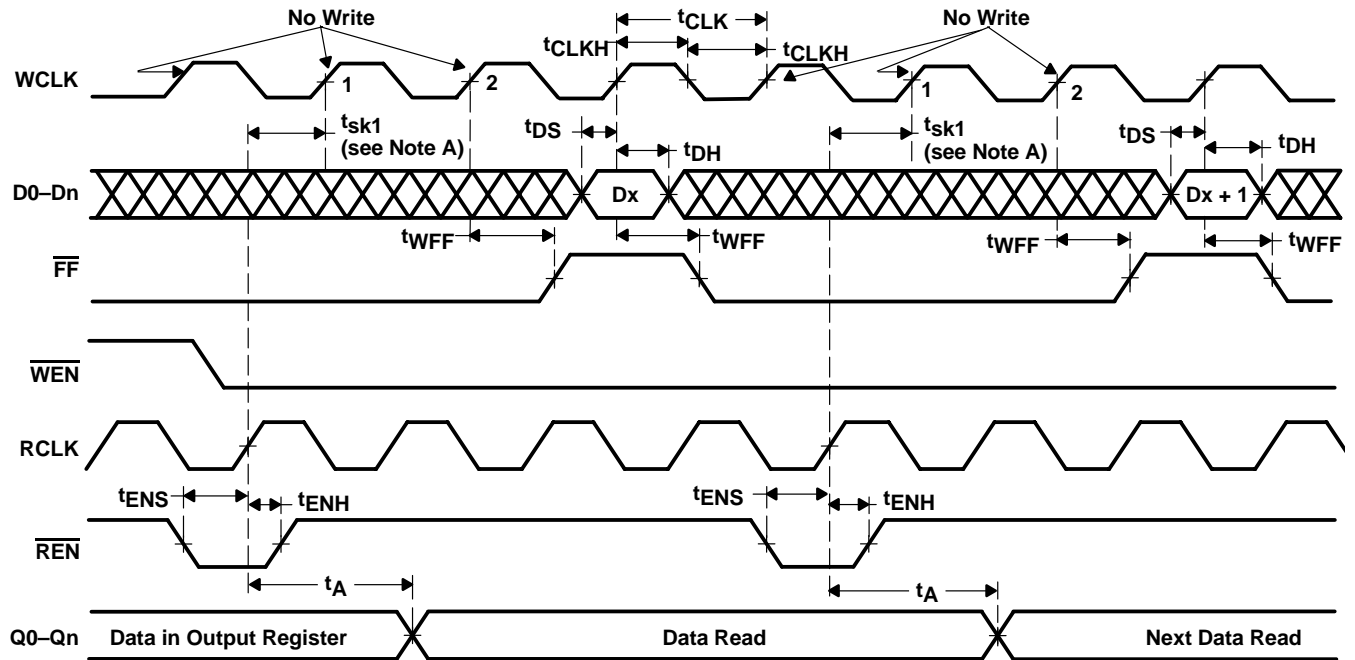 No Write
tCLK
No Write
tCLKH
tCLKH
WCLK
1
2
1
2
tsk1
(see Note A)
tDS
tDH
tsk1
(see Note A)
tDS
tDH
D0–Dn
Dx
Dx + 1
tWFF
tWFF
tWFF
tWFF
FF
WEN
RCLK
tENS
tENH
tENS
tENH
REN
tA
tA
Q0–Qn
Data in Output Register
Data Read
Next Data Read